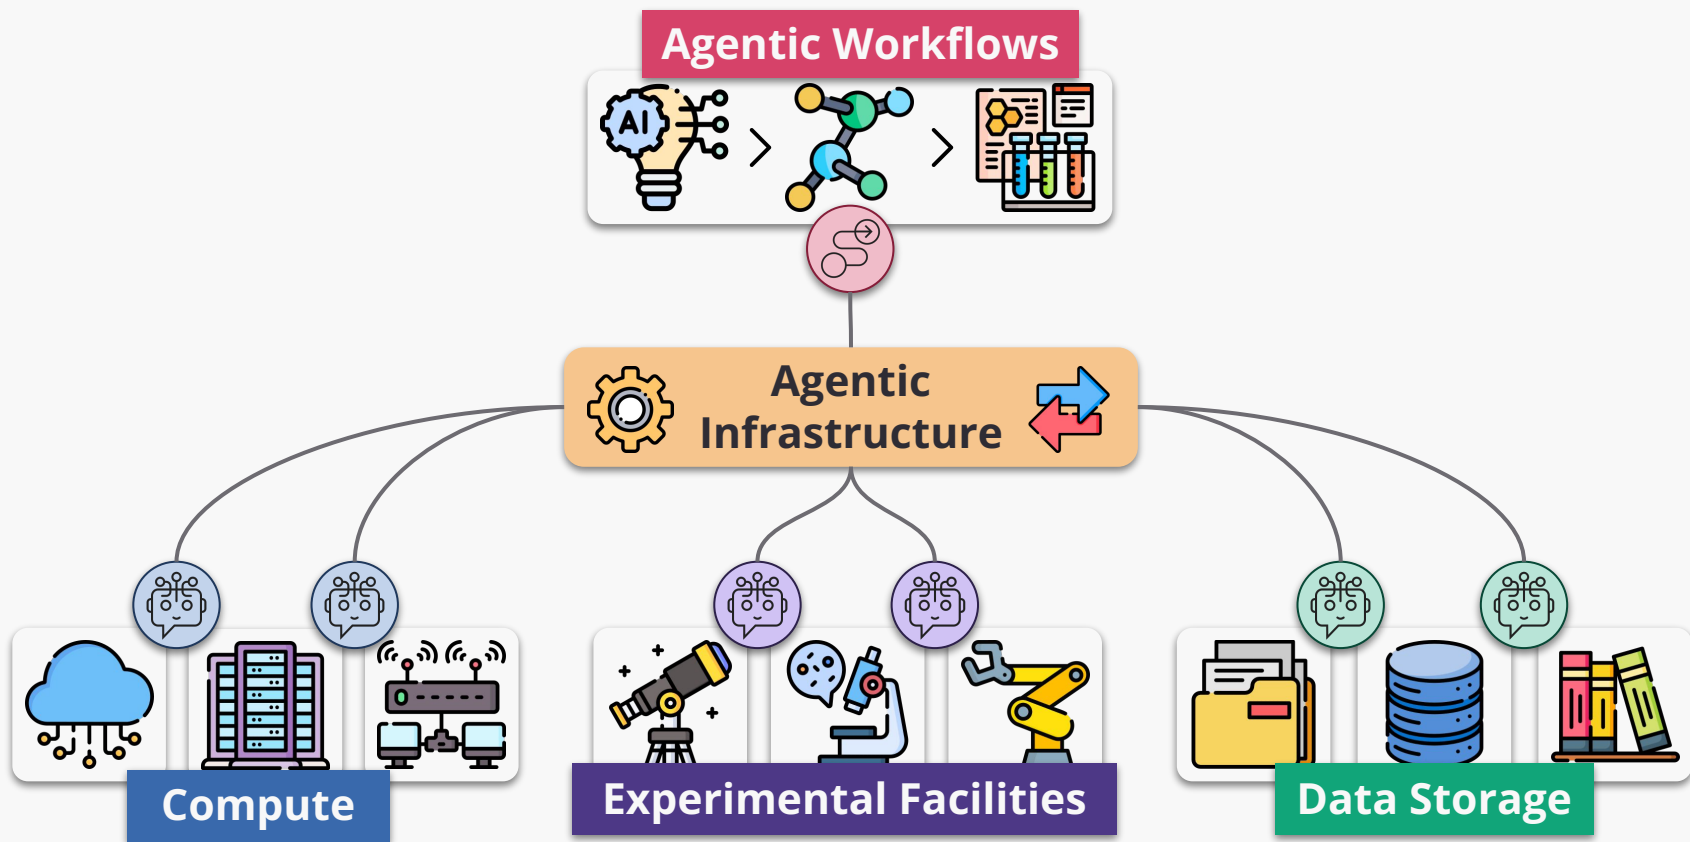 Agentic Workflows
AI
Agentic
Infrastructure
Compute
Experimental Facilities
Data Storage